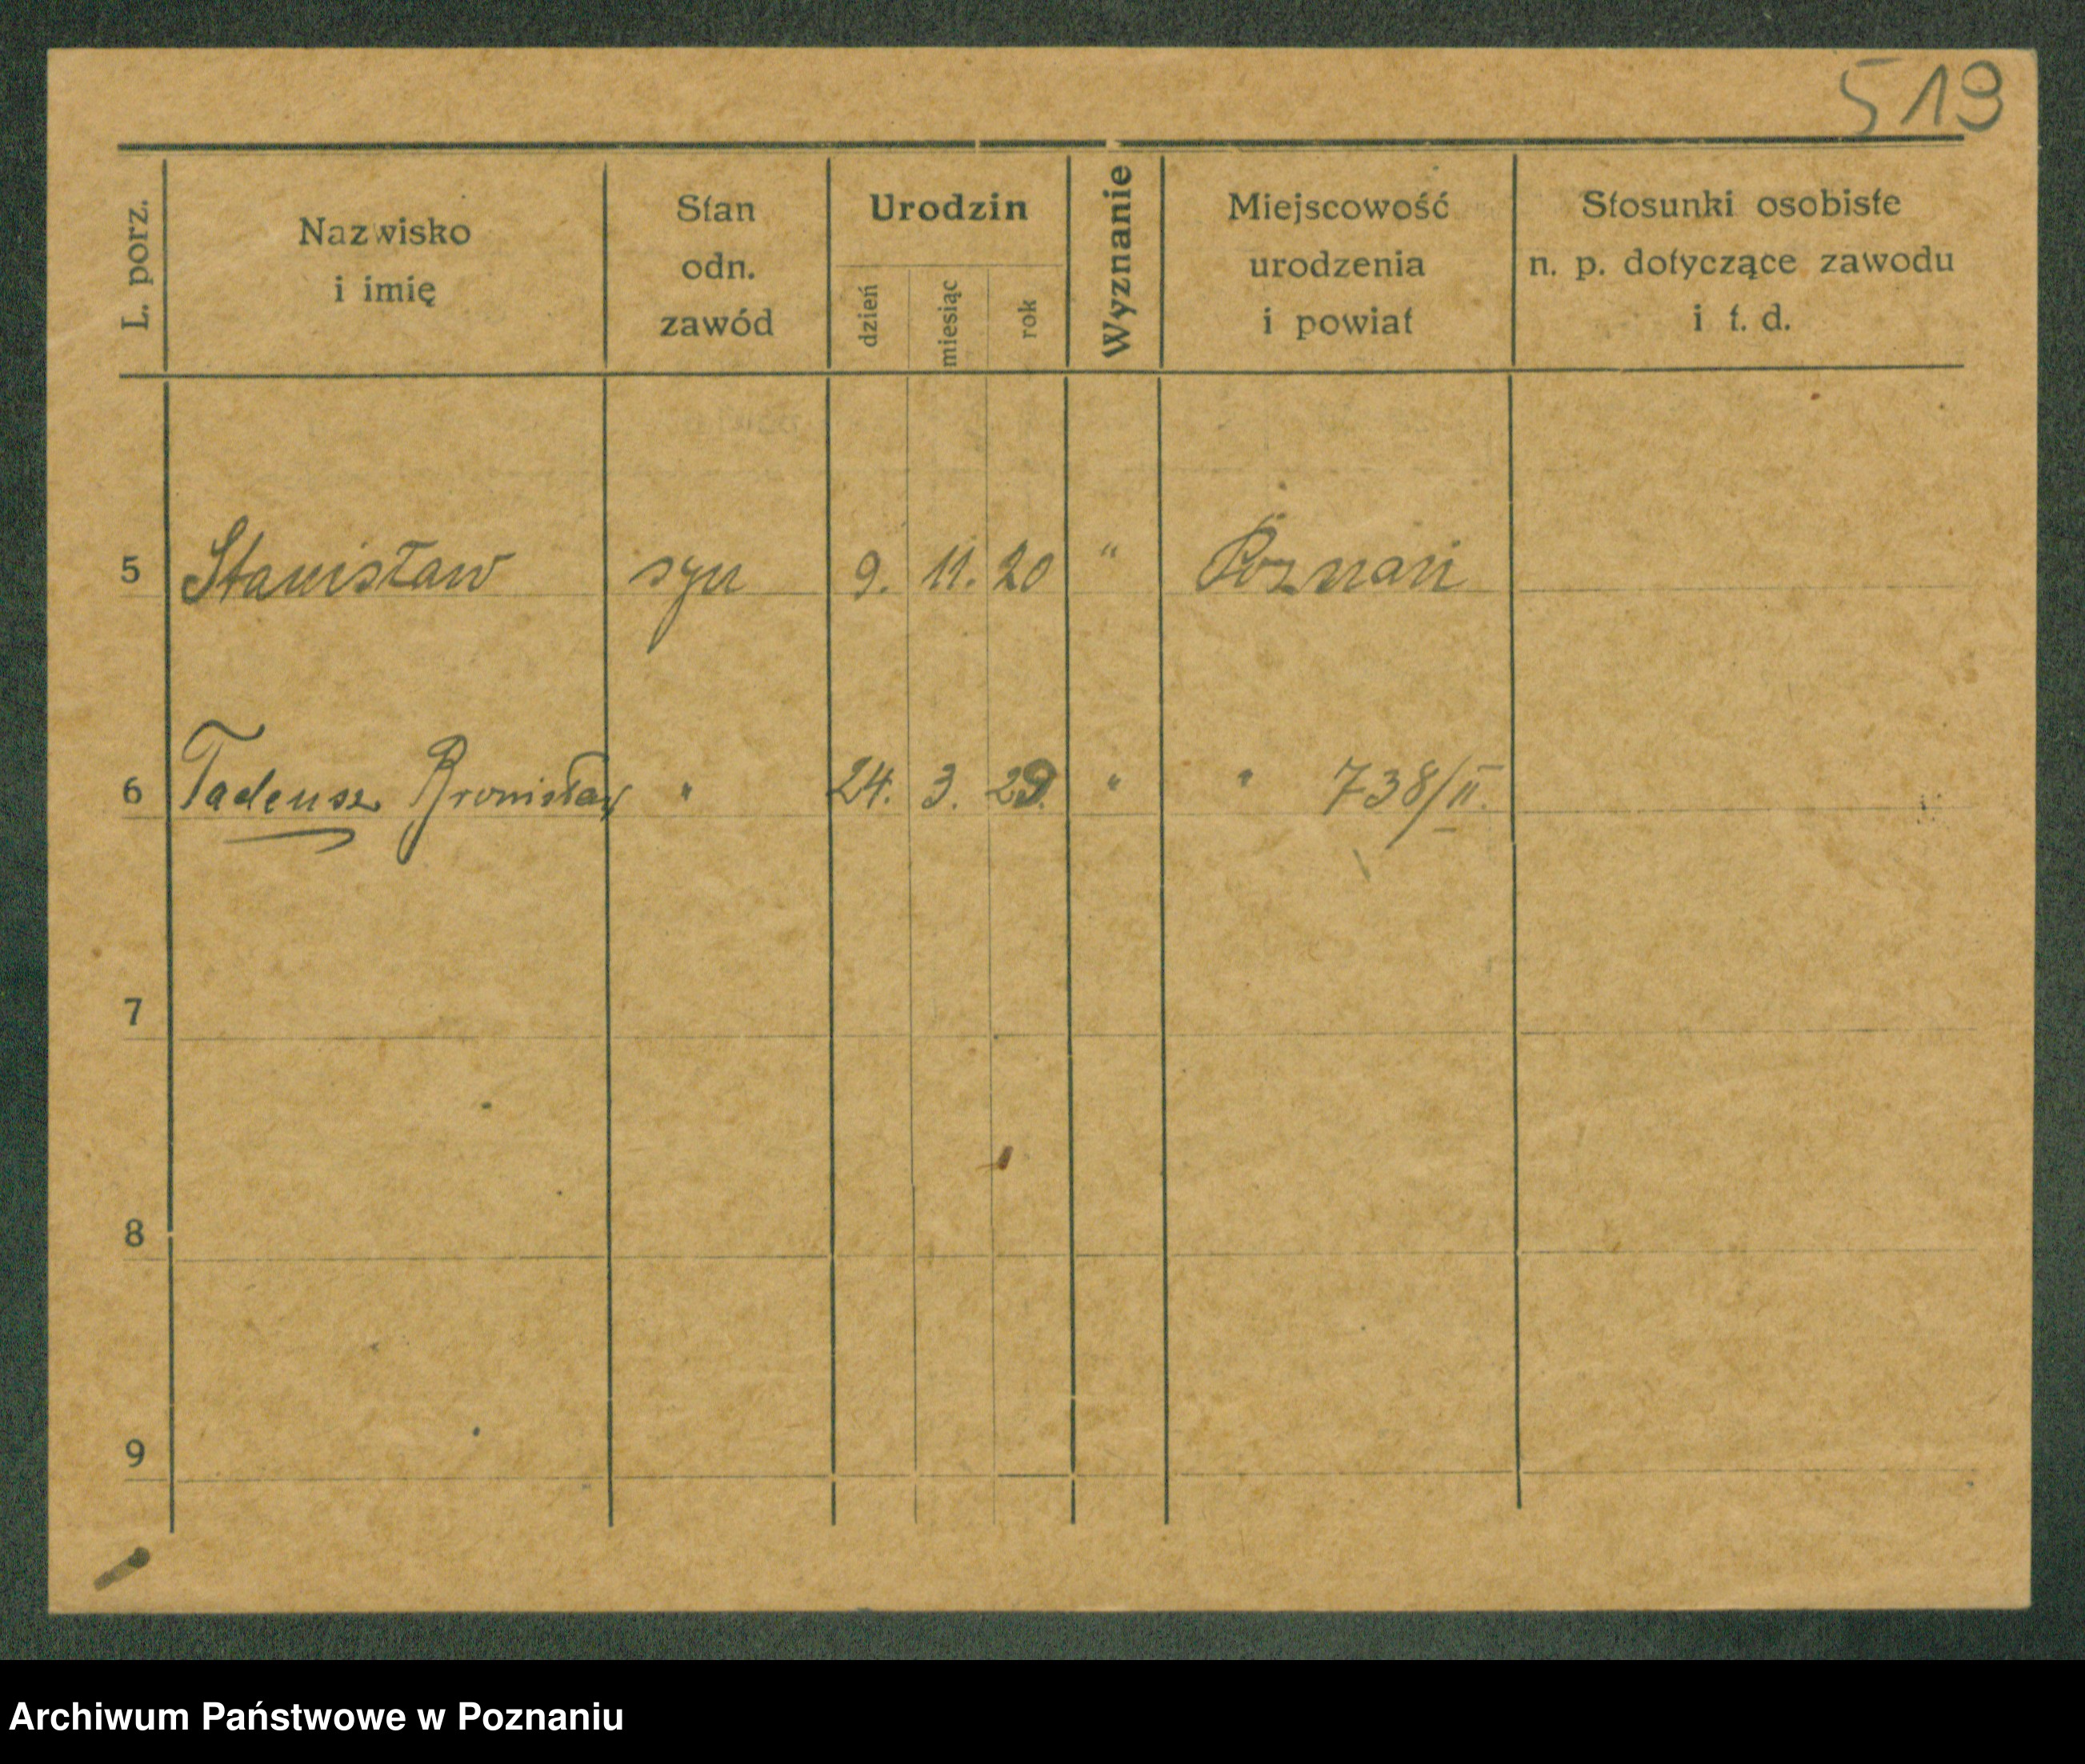 519
L. porz.
Nazwisko
i imię
Stan
odn.
zawód
Urodzin
dzień
miesiąc
rok
Wyznanie
Miejscowość
urodzenia
i powiat
Stosunki osobiste
n. p. dotyczące zawodu
i t. d.
5 Stanisław syn 9. 11. 20 " Poznań
6 Tadeusz Bronisław " 24. 3. 29. " " 738/II.
7
8
9
Archiwum Państwowe w Poznaniu